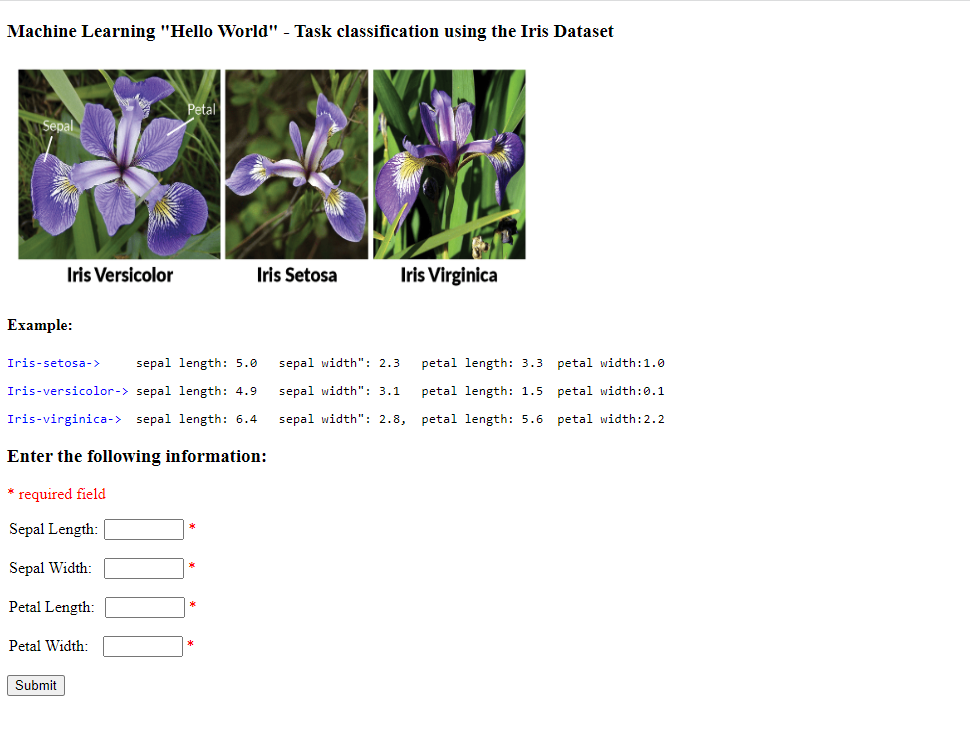 Machine Learning "Hello World" - Task classification using the Iris Dataset
Petal
Sepal
Iris Versicolor Iris Setosa Iris Virginica
Example:
Iris-setosa-> sepal length: 5.0 sepal width": 2.3 petal length: 3.3 petal width:1.0
Iris-versicolor-> sepal length: 4.9 sepal width": 3.1 petal length: 1.5 petal width:0.1
Iris-virginica-> sepal length: 6.4 sepal width": 2.8, petal length: 5.6 petal width:2.2
Enter the following information:
* required field
Sepal Length: *
Sepal Width: *
Petal Length: *
Petal Width: *
Submit